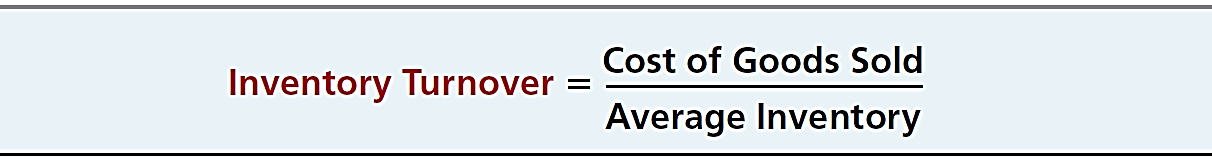 Inventory Turnover = Cost of Goods Sold
Average Inventory